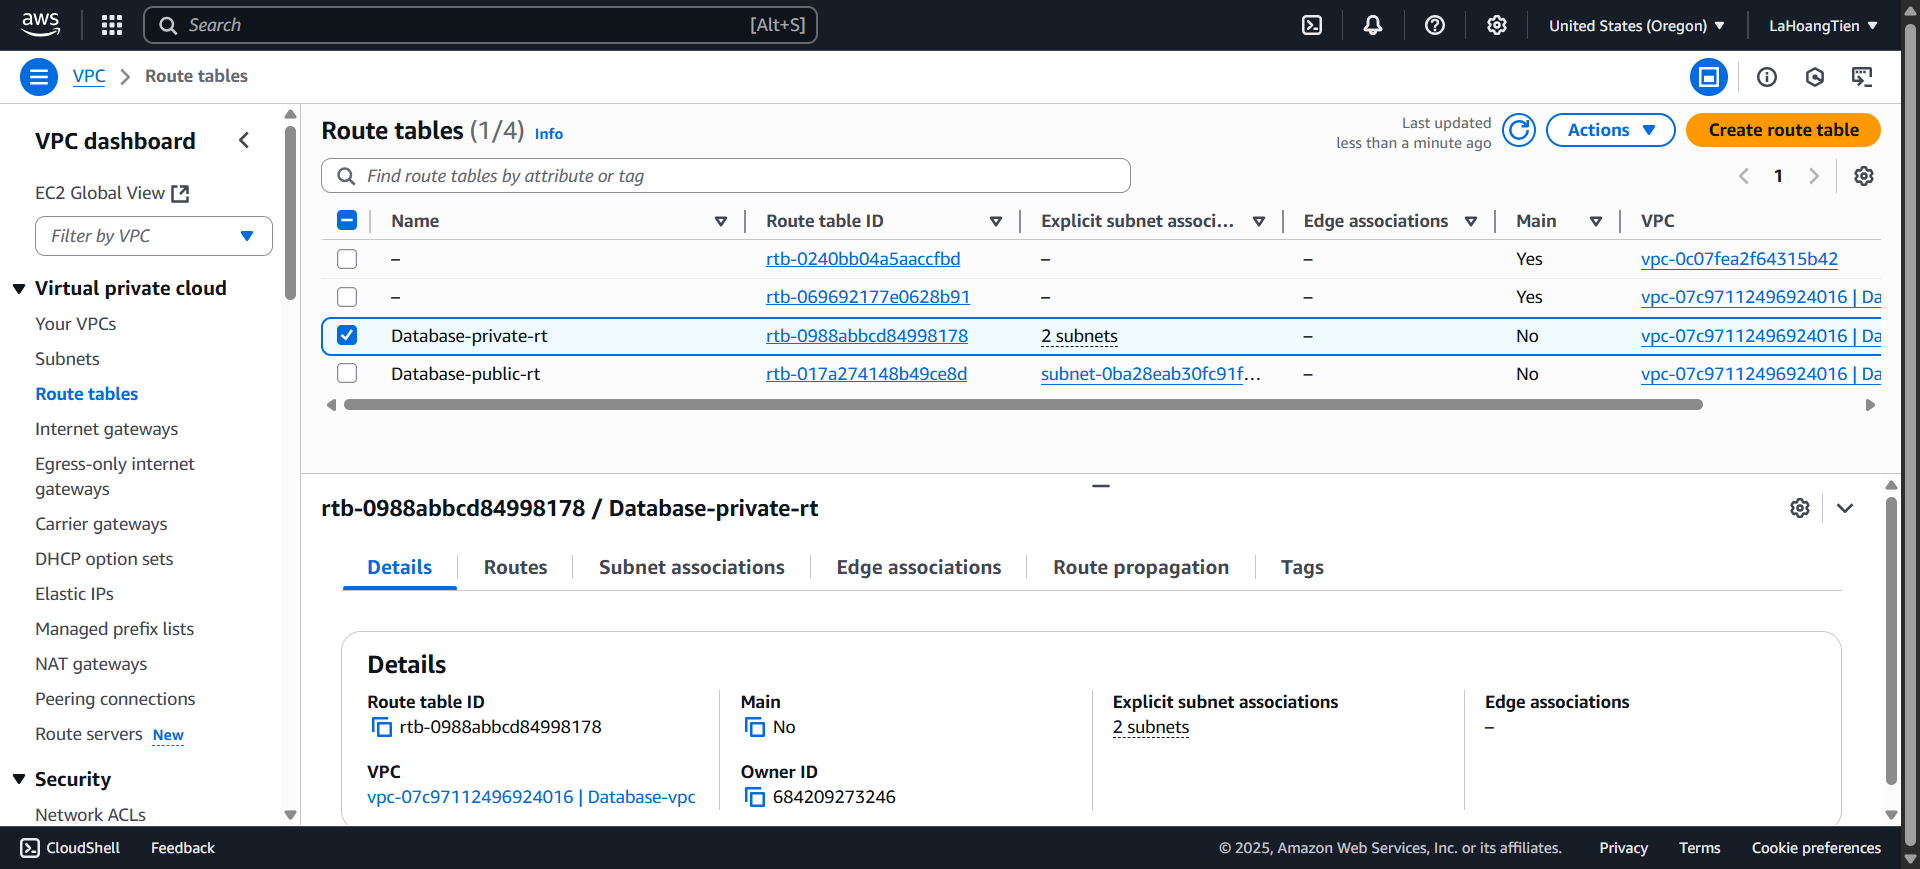 aws
Search [Alt+S]
United States (Oregon)
LaHoangTien
VPC
Route tables
VPC dashboard
EC2 Global View
Filter by VPC
Virtual private cloud
Your VPCs
Subnets
Route tables
Internet gateways
Egress-only internet
gateways
Carrier gateways
DHCP option sets
Elastic IPs
Managed prefix lists
NAT gateways
Peering connections
Route servers New
Security
Network ACLs
Route tables (1/4) Info
Last updated
less than a minute ago
Actions
Create route table
Find route tables by attribute or tag
1
Name Route table ID Explicit subnet associ... Edge associations Main VPC
– rtb-0240bb04a5aaccfbd – – Yes vpc-0c07fea2f64315b42
– rtb-069692177e0628b91 – – Yes vpc-07c97112496924016 | Da
Database-private-rt rtb-0988abbcd84998178 2 subnets – No vpc-07c97112496924016 | Da
Database-public-rt rtb-017a274148b49ce8d subnet-0ba28eab30fc91f... – No vpc-07c97112496924016 | Da
rtb-0988abbcd84998178 / Database-private-rt
Details Routes Subnet associations Edge associations Route propagation Tags
Details
Route table ID
rtb-0988abbcd84998178
Main
No
Explicit subnet associations
2 subnets
Edge associations
–
VPC
vpc-07c97112496924016 | Database-vpc
Owner ID
684209273246
CloudShell
Feedback
© 2025, Amazon Web Services, Inc. or its affiliates.
Privacy
Terms
Cookie preferences